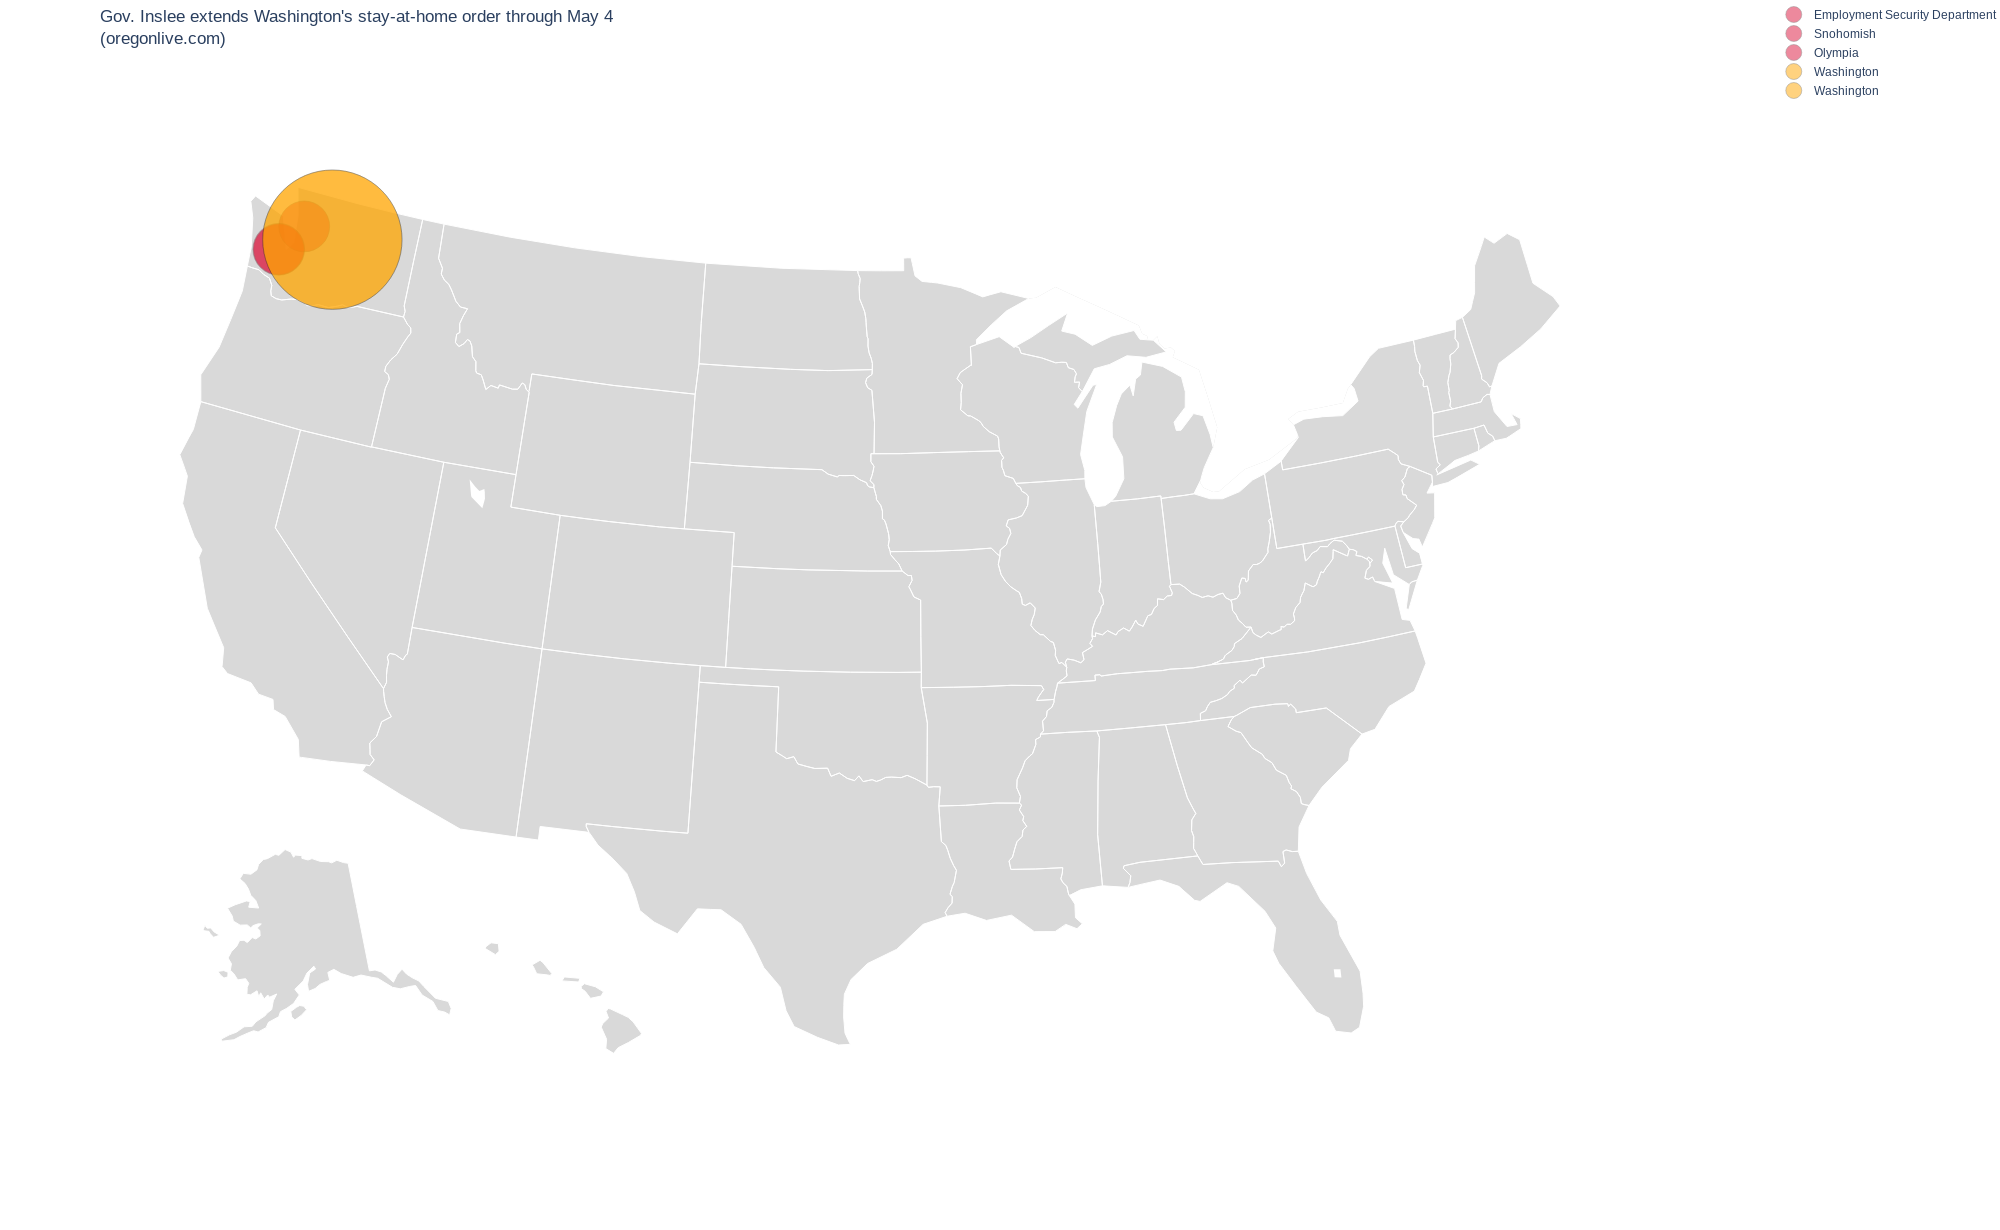 Gov. Inslee extends Washington's stay-at-home order through May 4
(oregonlive.com)
Employment Security Department
Snohomish
Olympia
Washington
Washington